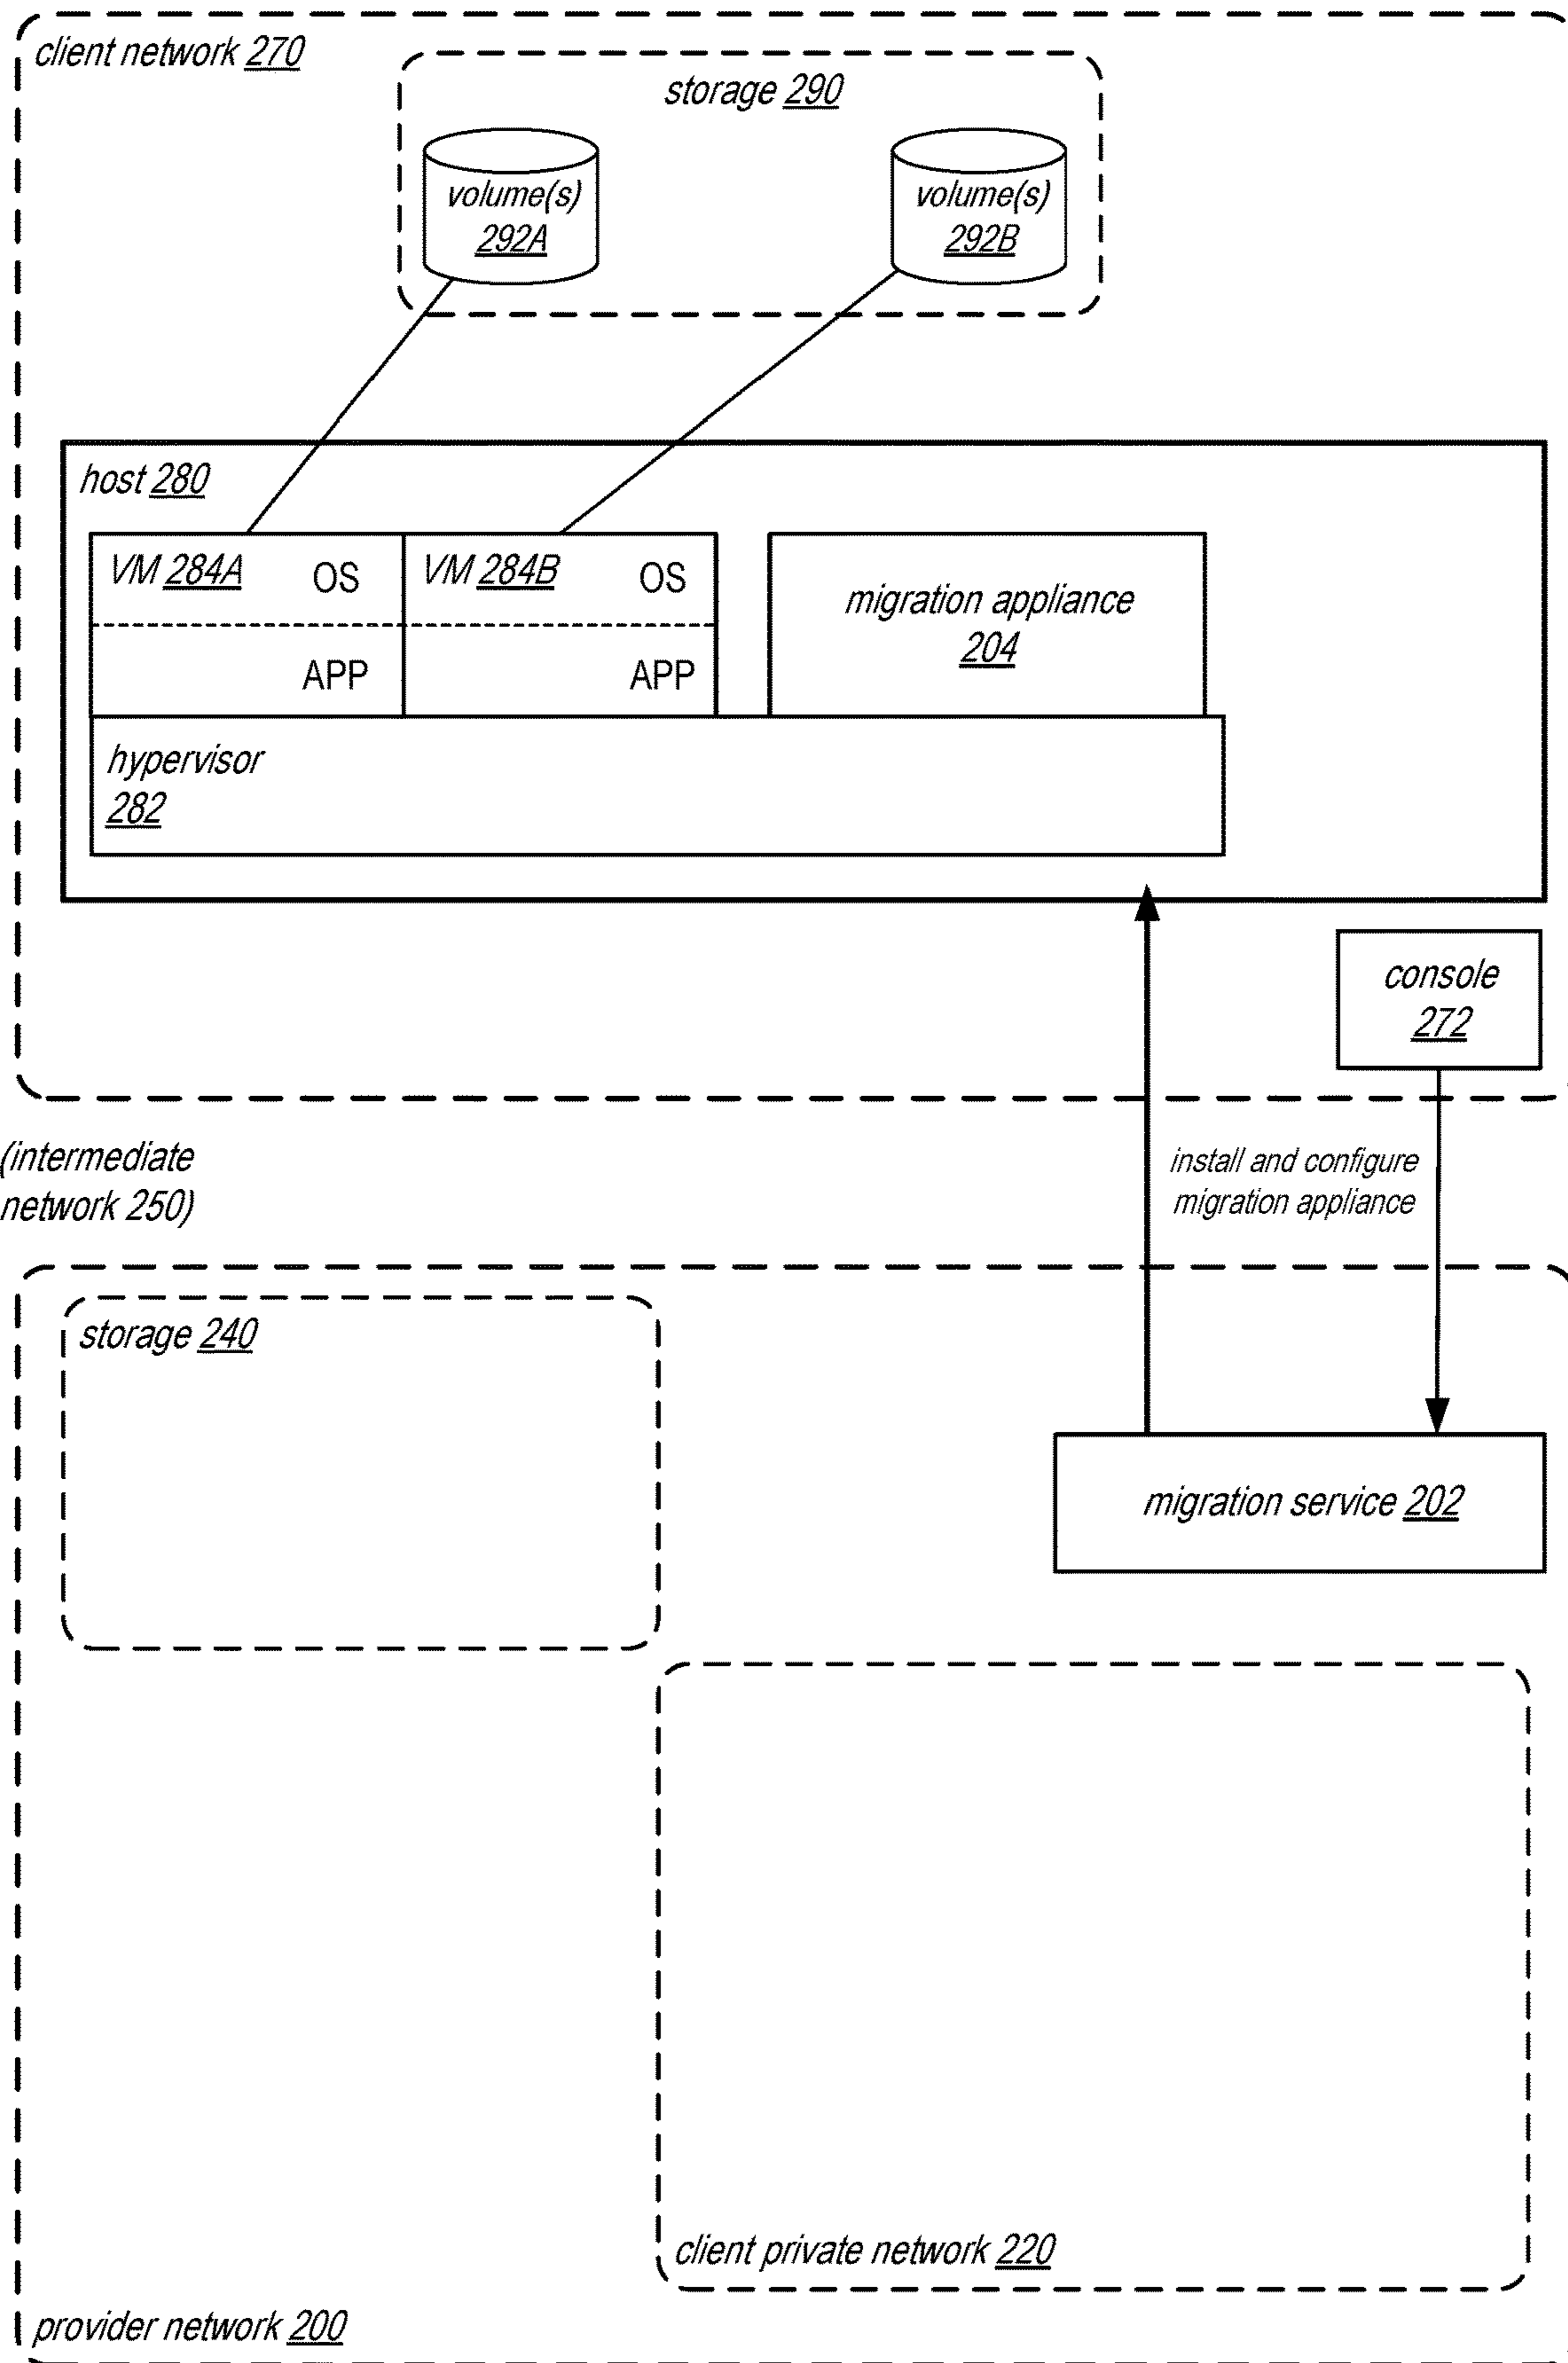 client network 270
storage 290
volume(s)
292A
volume(s)
292B
host 280
VM 284A
OS
VM 284B
OS
APP
APP
migration appliance
204
hypervisor
282
console
272
(intermediate
network 250)
install and configure
migration appliance
storage 240
migration service 202
client private network 220
provider network 200